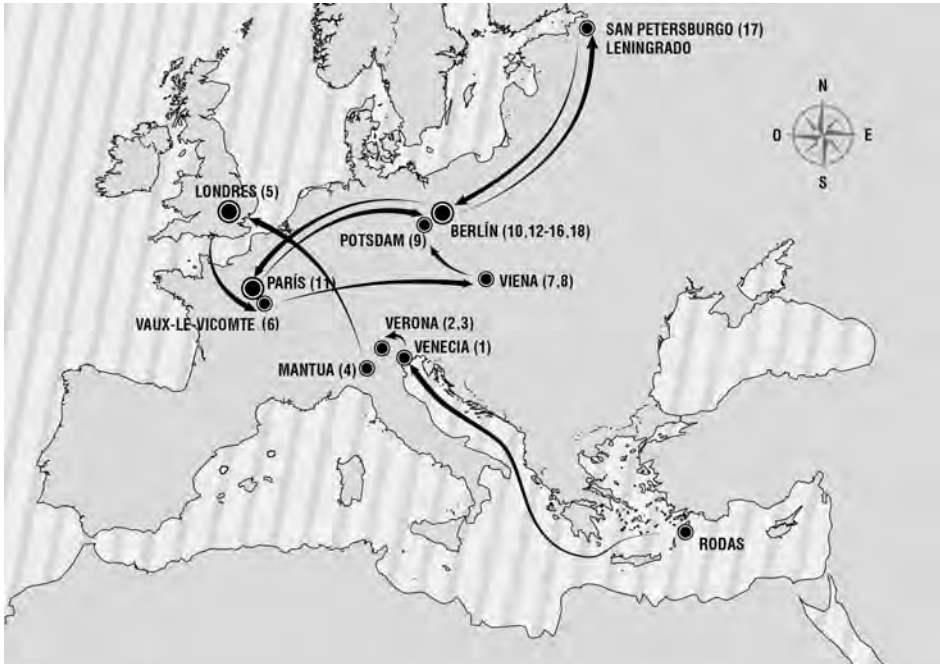 SAN PETERSBURGO (17)
LENINGRADO
N
O
E
S
LONDRES (5)
BERLÍN (10,12-16,18)
POTSDAM (9)
VIENA (7,8)
PARÍS (11)
VAUX-LE-VICOMTE (6)
VERONA (2,3)
VENECIA (1)
MANTUA (4)
RODAS